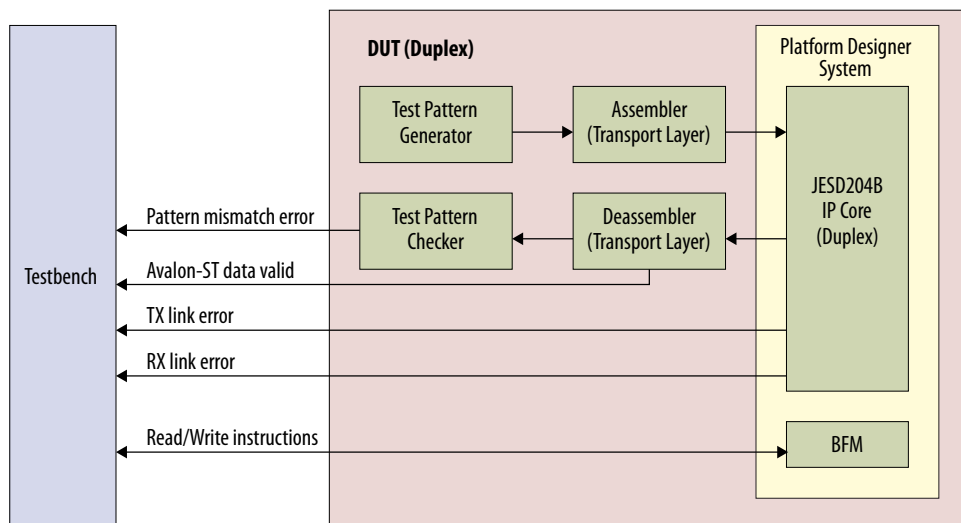 DUT (Duplex)
Platform Designer
System
Test Pattern
Generator
Assembler
(Transport Layer)
JESD204B
IP Core
(Duplex)
Pattern mismatch error
Test Pattern
Checker
Deassembler
(Transport Layer)
Testbench
Avalon-ST data valid
TX link error
RX link error
Read/Write instructions
BFM